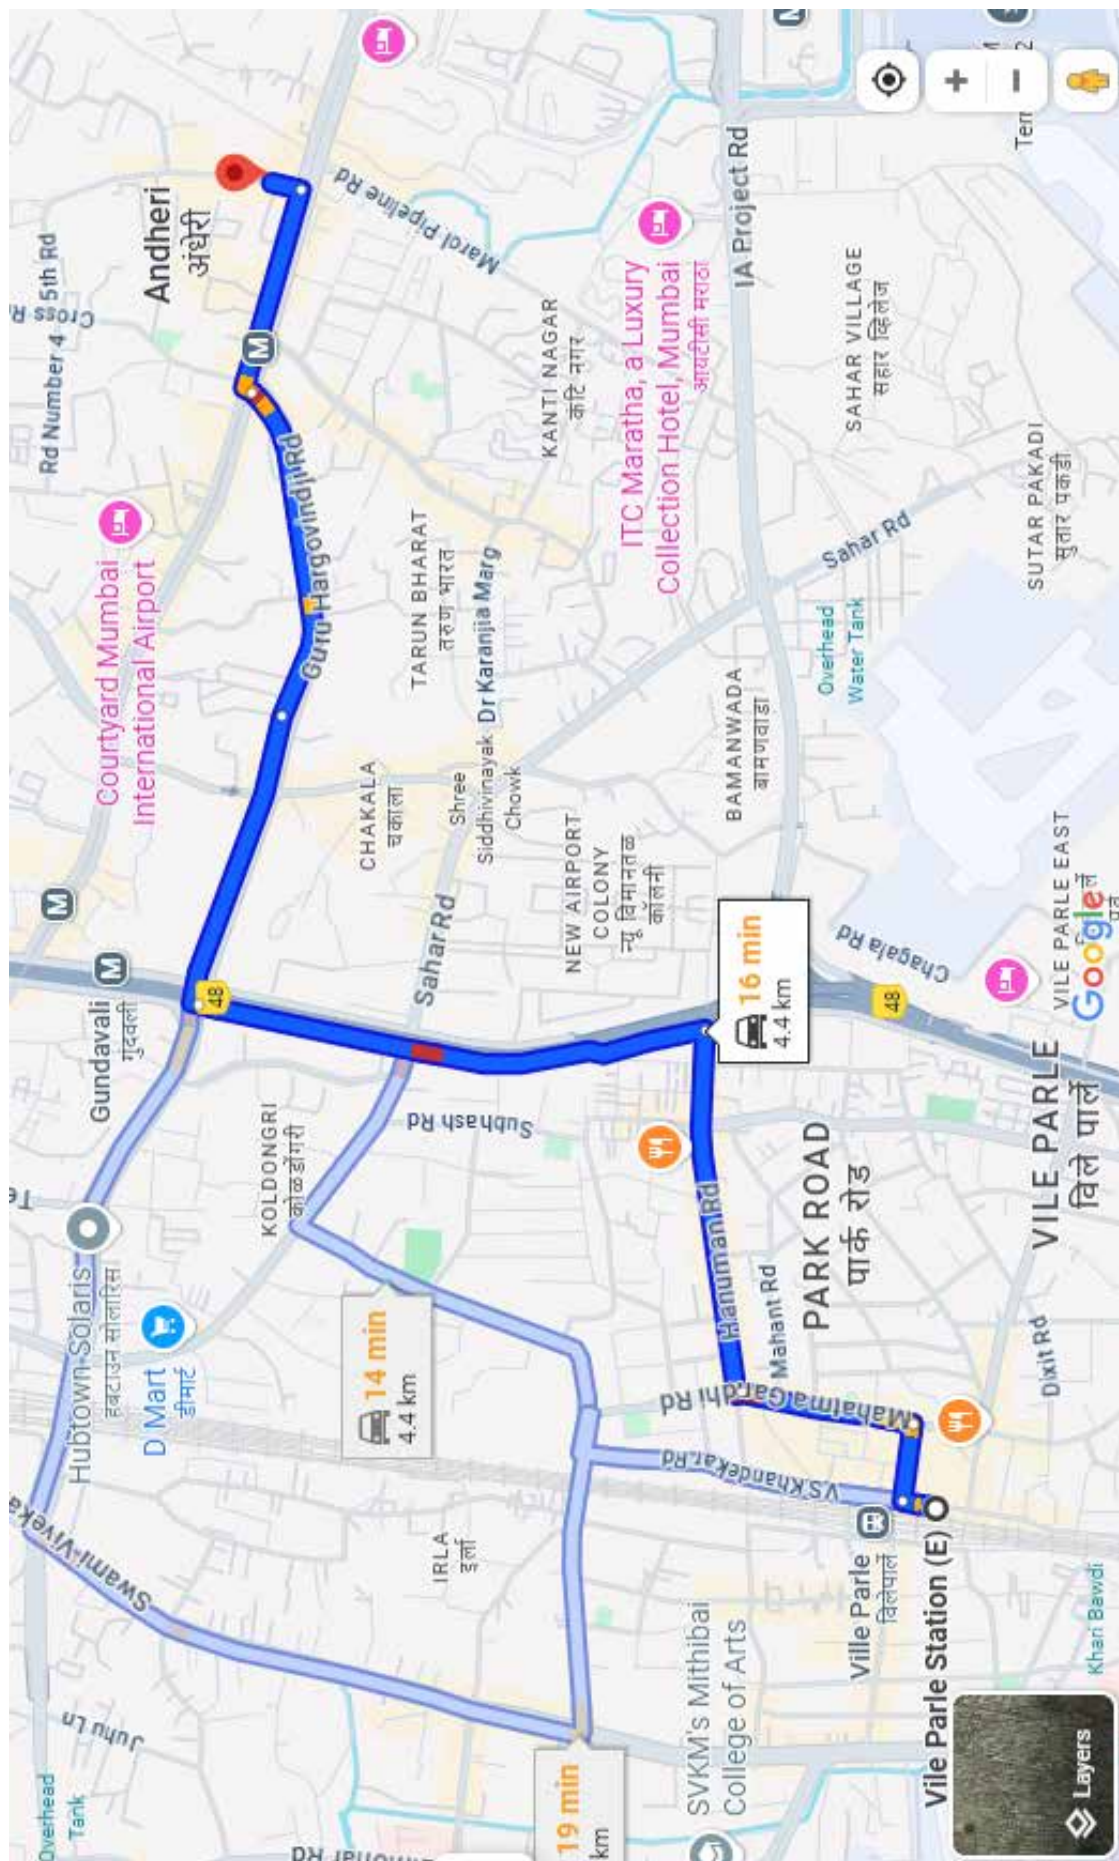 Rd Number 4
5th Rd
Andheri
अंधेरी
Marol Pipeline Rd
Courtyard Mumbai
International Airport
Guru Hargovindji Rd
TARUN BHARAT
तरुण भारत
Dr Karanjia Marg
KANTI NAGAR
ITC Maratha, a Luxury
Collection Hotel, Mumbai
आयटीसी मराठा
IA Project Rd
SAHAR VILLAGE
सहार व्हिलेज
SUTAR PAKADI
सुतार पकडी
Sahar Rd
Overhead
Water Tank
BAMANWADA
बामणवाडा
CHAKALA
चकाला
Shree
Siddhivinayak
Chowk
Sahar Rd
NEW AIRPORT
COLONY
न्यू विमानतळ
कॉलनी
Gundavali
गुंदवली
48
16 min
4.4 km
Chagala Rd
48
VILE PARLE EAST
Google
VILE PARLE
विले पार्ले
KOLDONGRI
कोळडोंगरी
Subhash Rd
Hanuman Rd
PARK ROAD
पार्क रोड
Mahant Rd
Mahatma Gandhi Rd
Dixit Rd
Hubtown Solaris
हबटाउन सोलारिस
D Mart
डीमार्ट
14 min
4.4 km
V.S Khandekar Rd
IRLA
इर्ला
Swami Viveka
Juhu Ln
Overhead
Tank
19 min
km
SVKM's Mithibai
College of Arts
Ville Parle
विलेपार्ले
Vile Parle Station (E)
Khari Bawdi
Layers